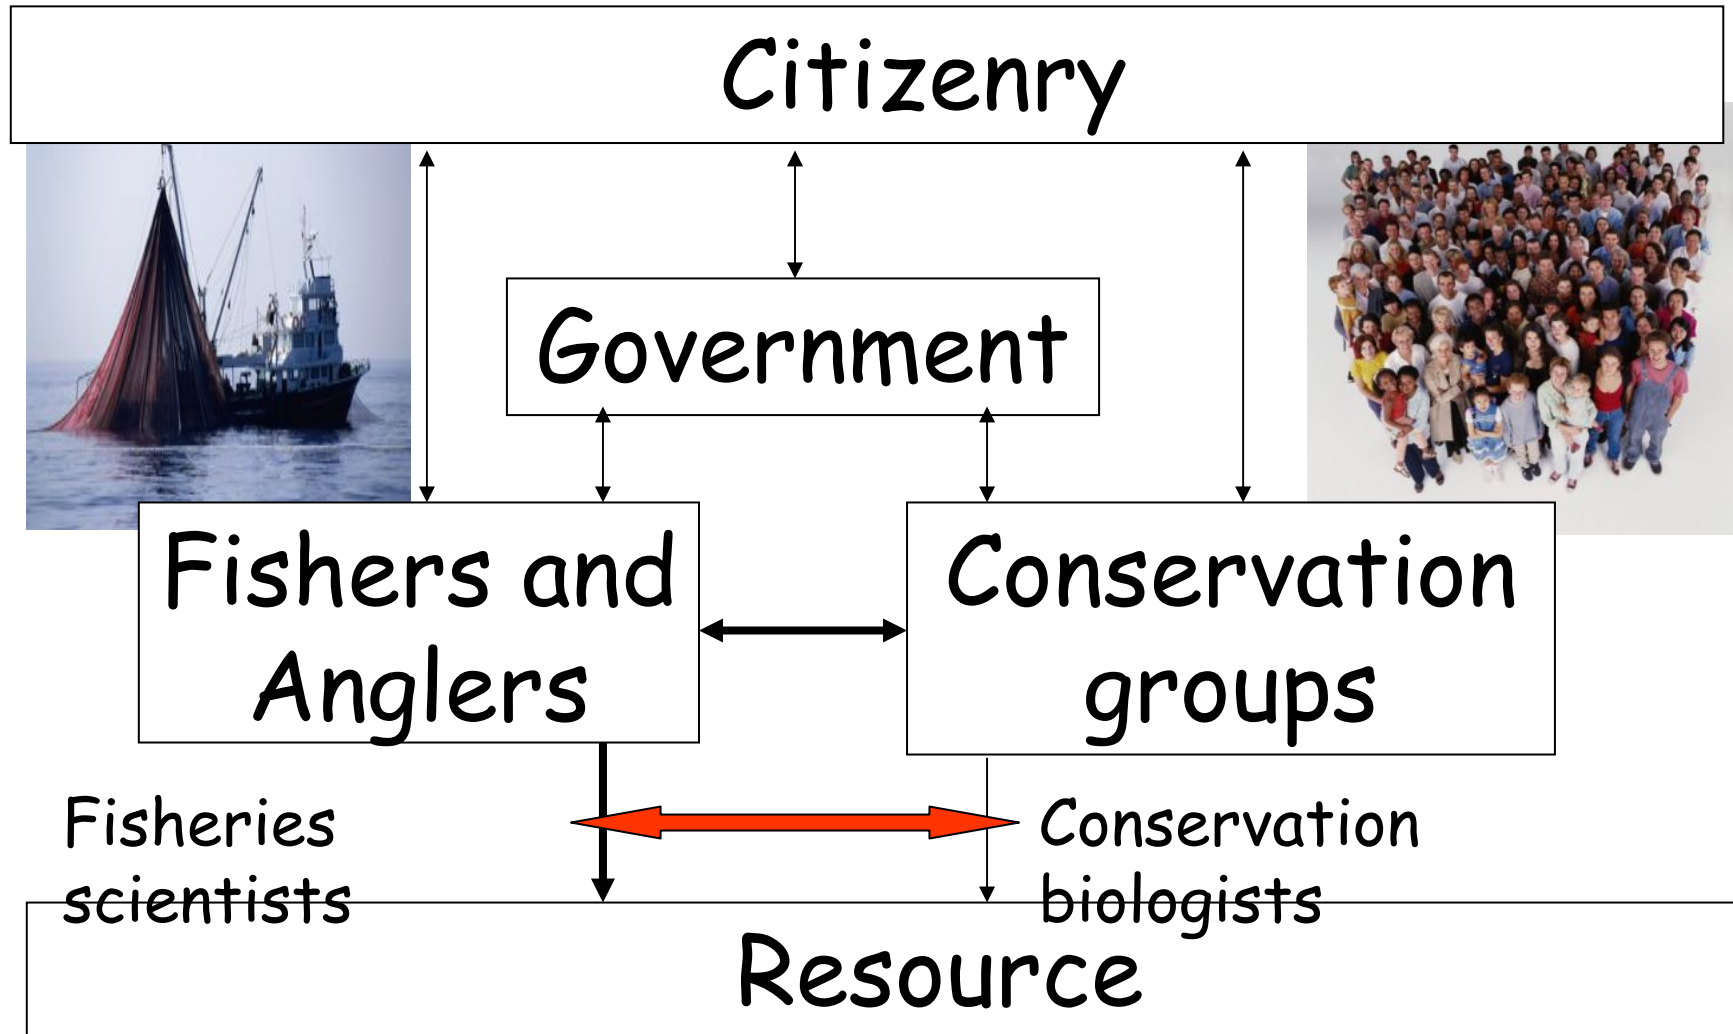 Citizenry
Government
Fishers and
Anglers
Conservation
groups
Fisheries
scientists
Conservation
biologists
Resource